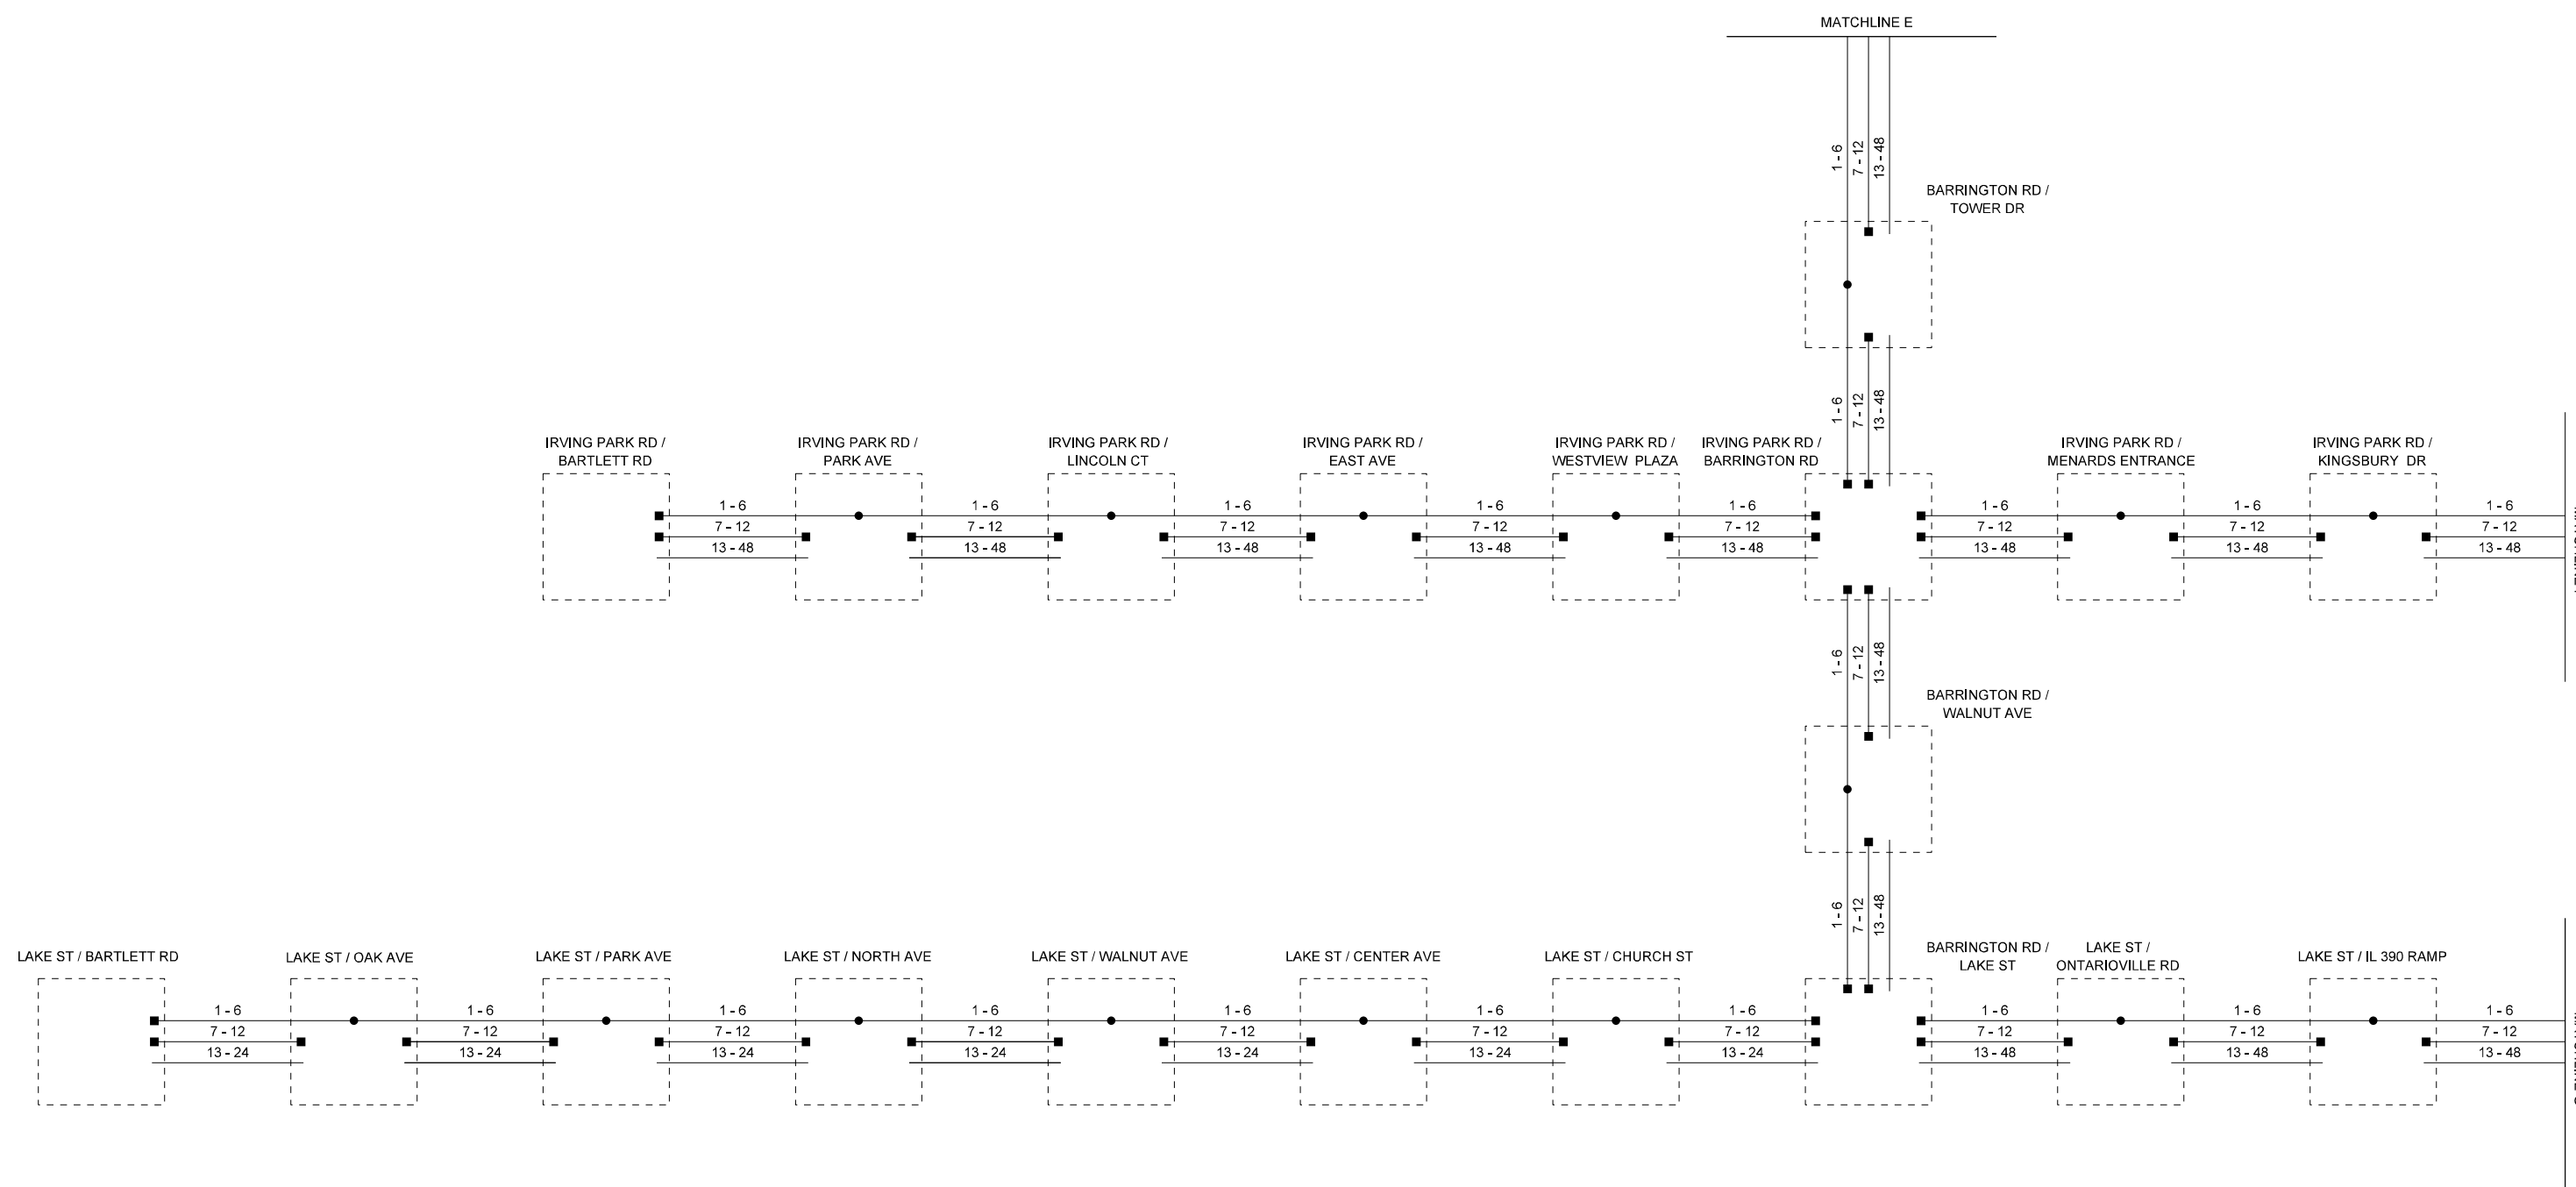 MATCHLINE E
1 - 6
7 - 12
13 - 48
BARRINGTON RD /
TOWER DR
1 - 6
7 - 12
13 - 48
IRVING PARK RD /
BARTLETT RD
IRVING PARK RD /
PARK AVE
IRVING PARK RD /
LINCOLN CT
IRVING PARK RD /
EAST AVE
IRVING PARK RD /
WESTVIEW PLAZA
IRVING PARK RD /
BARRINGTON RD
IRVING PARK RD /
MENARDS ENTRANCE
IRVING PARK RD /
KINGSBURY DR
1 - 6
7 - 12
13 - 48
1 - 6
7 - 12
13 - 48
1 - 6
7 - 12
13 - 48
1 - 6
7 - 12
13 - 48
1 - 6
7 - 12
13 - 48
1 - 6
7 - 12
13 - 48
1 - 6
7 - 12
13 - 48
1 - 6
7 - 12
13 - 48
1 - 6
7 - 12
13 - 48
BARRINGTON RD /
WALNUT AVE
1 - 6
7 - 12
13 - 48
LAKE ST / BARTLETT RD
LAKE ST / OAK AVE
LAKE ST / PARK AVE
LAKE ST / NORTH AVE
LAKE ST / WALNUT AVE
LAKE ST / CENTER AVE
LAKE ST / CHURCH ST
BARRINGTON RD /
LAKE ST
LAKE ST /
ONTARIOVILLE RD
LAKE ST / IL 390 RAMP
1 - 6
7 - 12
13 - 24
1 - 6
7 - 12
13 - 24
1 - 6
7 - 12
13 - 24
1 - 6
7 - 12
13 - 24
1 - 6
7 - 12
13 - 24
1 - 6
7 - 12
13 - 24
1 - 6
7 - 12
13 - 24
1 - 6
7 - 12
13 - 48
1 - 6
7 - 12
13 - 48
1 - 6
7 - 12
13 - 48